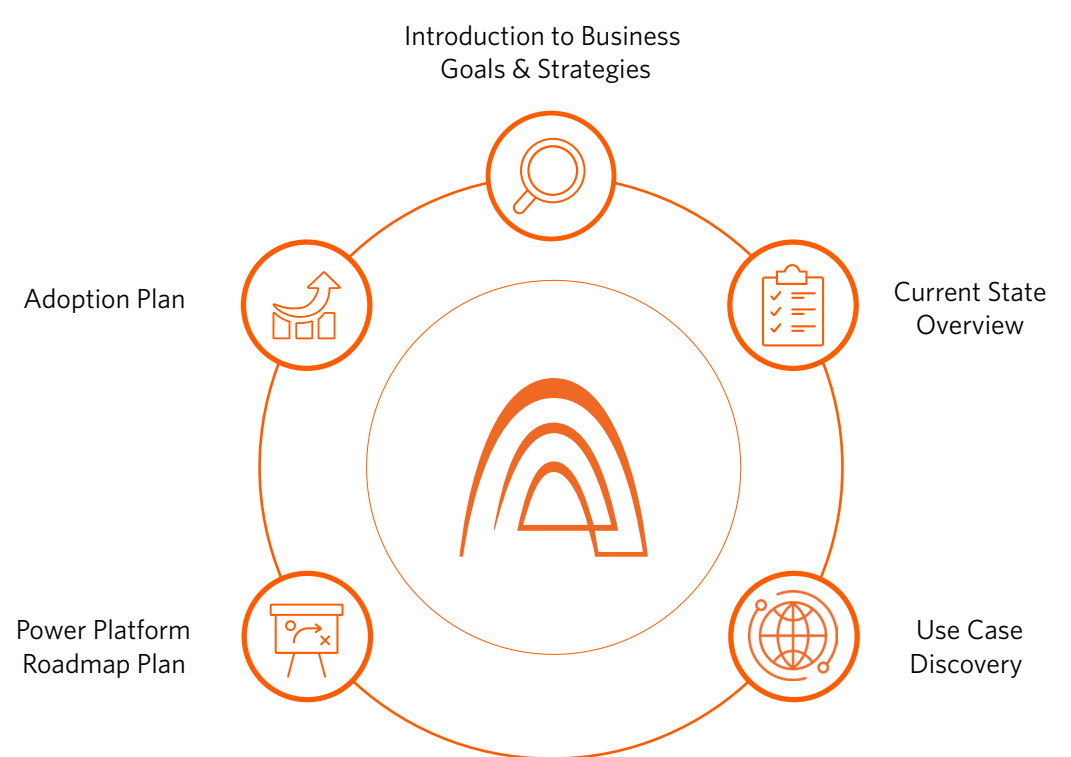 Introduction to Business
Goals & Strategies
Adoption Plan
Current State
Overview
Power Platform
Roadmap Plan
Use Case
Discovery